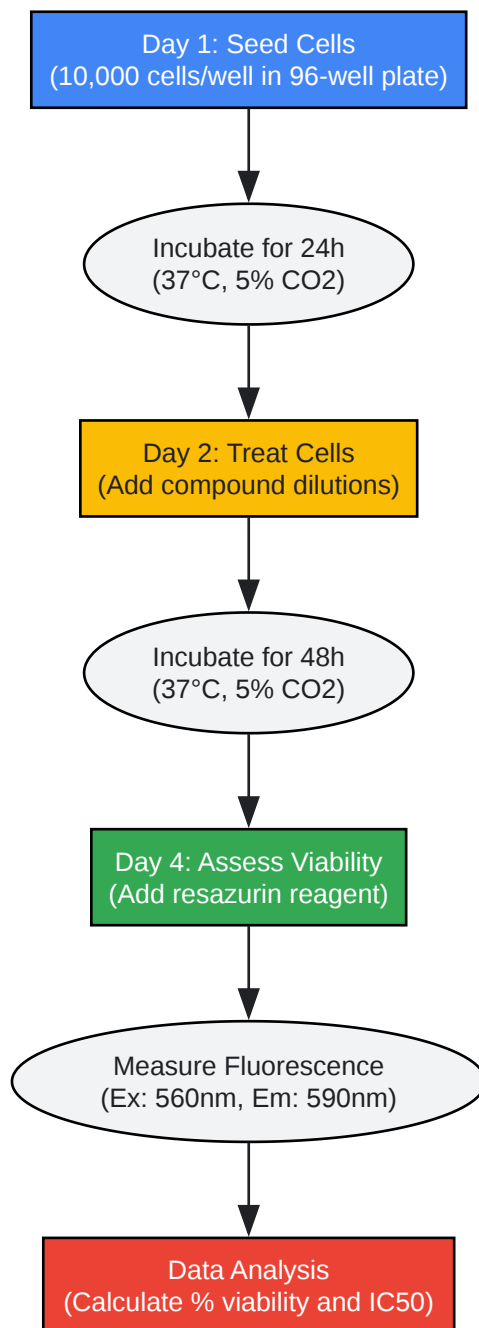 Day 1: Seed Cells
(10,000 cells/well in 96-well plate)
Incubate for 24h
(37°C, 5% CO2)
Day 2: Treat Cells
(Add compound dilutions)
Incubate for 48h
(37°C, 5% CO2)
Day 4: Assess Viability
(Add resazurin reagent)
Measure Fluorescence
(Ex: 560nm, Em: 590nm)
Data Analysis
(Calculate % viability and IC50)